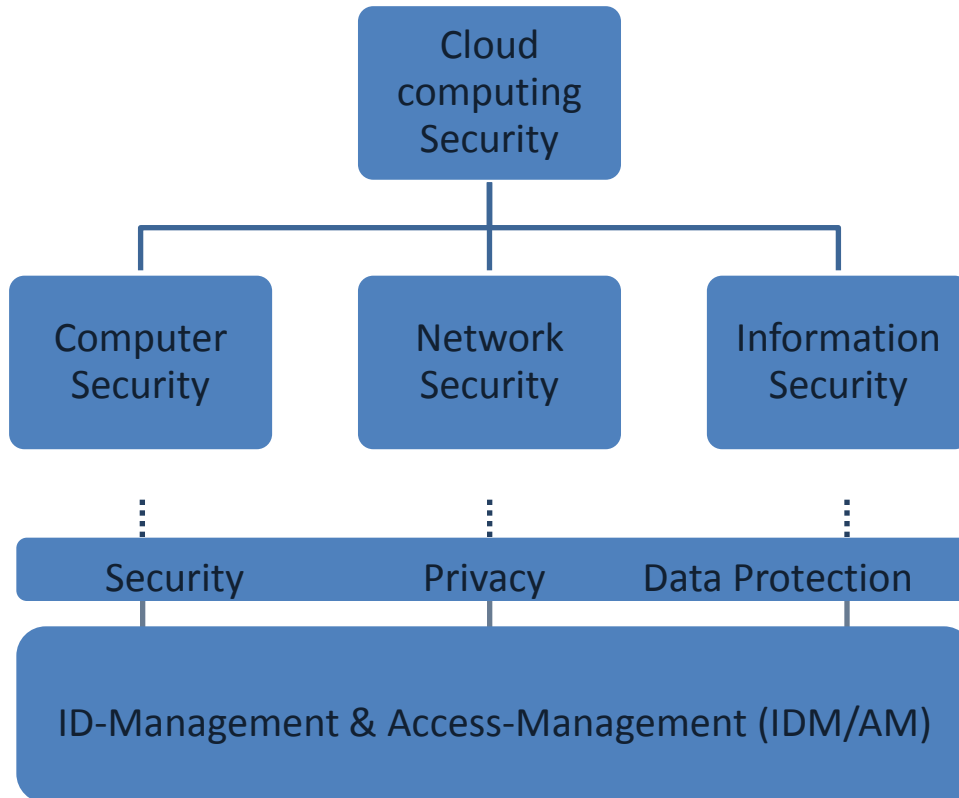 Cloud
computing
Security
Computer
Security
Network
Security
Information
Security
Security
Privacy
Data Protection
ID-Management & Access-Management (IDM/AM)